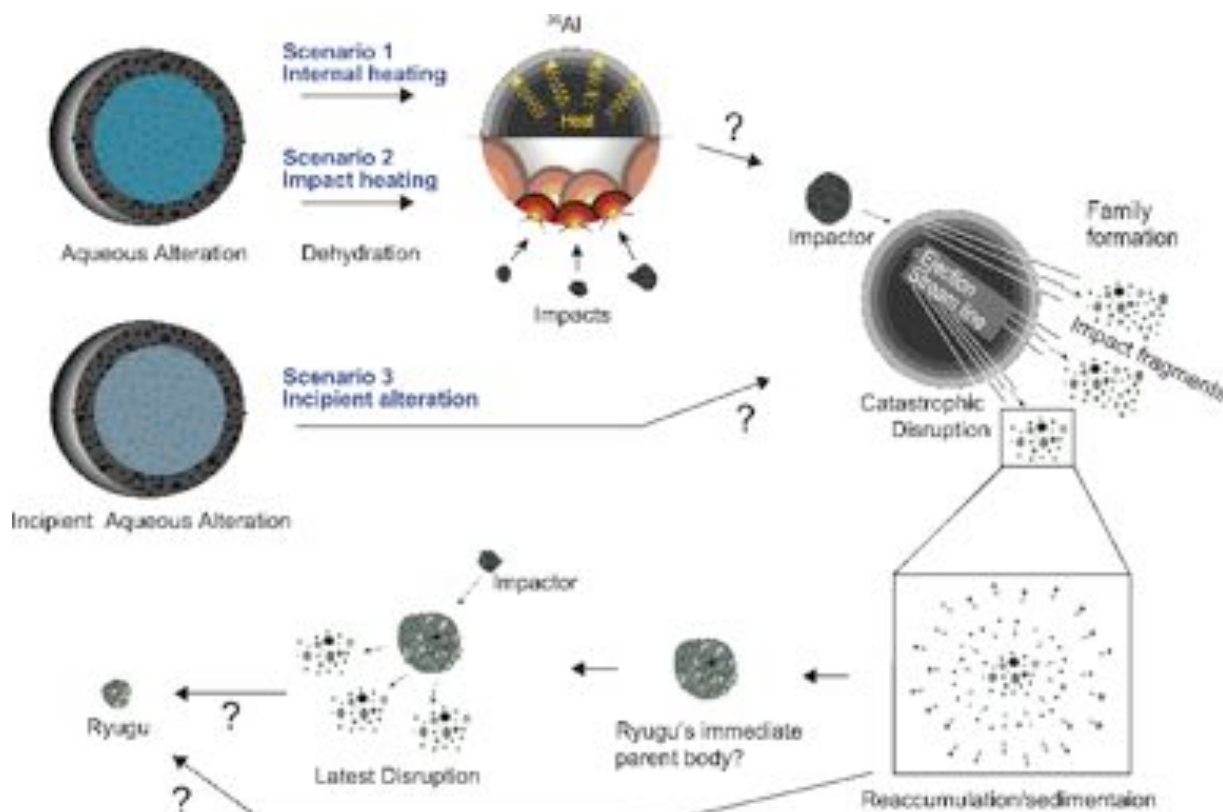 ²⁶Al
Scenario 1
Internal heating
Heat
?
Scenario 2
Impact heating
Impactor
Family
formation
Aqueous Alteration
Dehydration
Ejection
Stream line
Impacts
Impact fragments
Scenario 3
Incipient alteration
?
Catastrophic
Disruption
Incipient Aqueous Alteration
Impactor
Ryugu
?
Ryugu's immediate
parent body?
Latest Disruption
?
Reaccumulation/sedimentaion